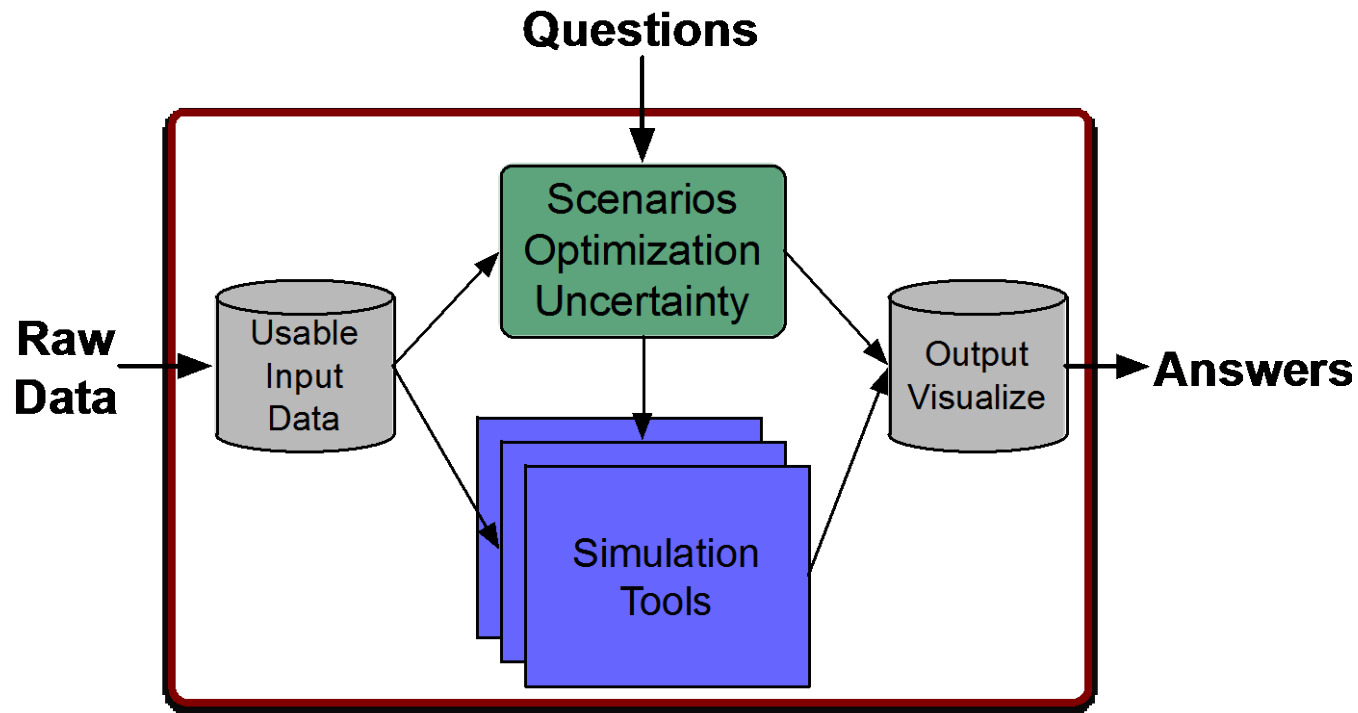 Questions
Scenarios
Optimization
Uncertainty
Raw
Data
Usable
Input
Data
Output
Visualize
Answers
Simulation
Tools